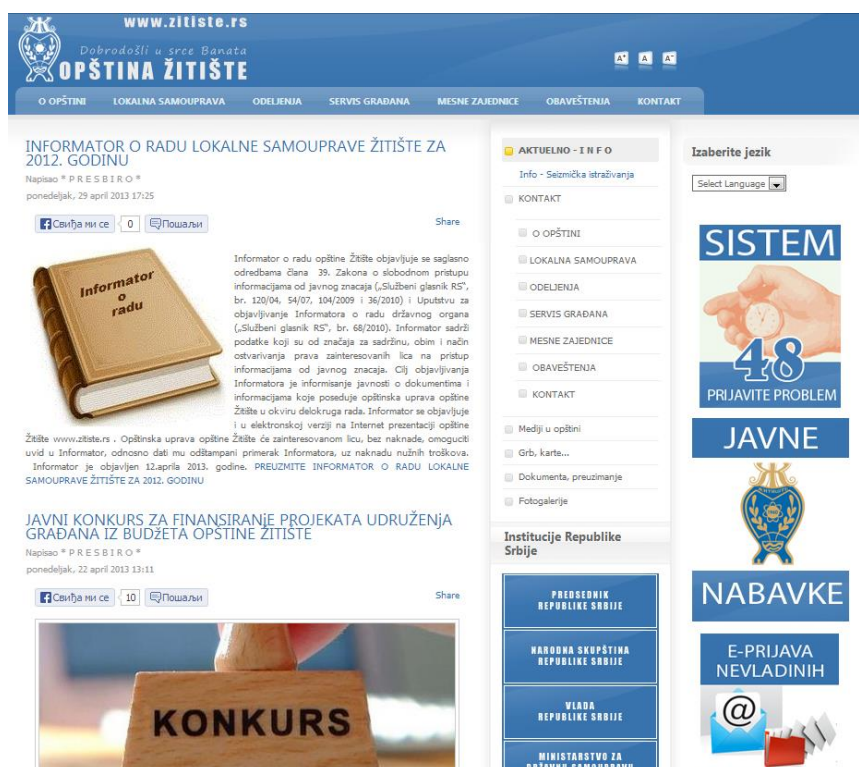 www.zitiste.rs
Dobrodošli u srce Banata
OPŠTINA ŽITIŠTE
A+ A A-
O OPŠTINI LOKALNA SAMOUPRAVA ODELJENJA SERVIS GRAĐANA MESNE ZAJEDNICE OBAVEŠTENJA KONTAKT
INFORMATOR O RADU LOKALNE SAMOUPRAVE ŽITIŠTE ZA
2012. GODINU
Napisao * P R E S B I R O *
ponedeljak, 29 april 2013 17:25
Свиђа ми се 0 Пошаљи Share
Informator
o
radu
Informator o radu opštine Žitište objavljuje se saglasno
odredbama člana 39. Zakona o slobodnom pristupu
informacijama od javnog znacaja („Službeni glasnik RS",
br. 120/04, 54/07, 104/2009 i 36/2010) i Uputstvu za
objavljivanje Informatora o radu državnog organa
(„Službeni glasnik RS", br. 68/2010). Informator sadrži
podatke koji su od značaja za sadržinu, obim i način
ostvarivanja prava zainteresovanih lica na pristup
informacijama od javnog znacaja. Cilj objavljivanja
Informatora je informisanje javnosti o dokumentima i
informacijama koje poseduje opštinska uprava opštine
Žitište u okviru delokruga rada. Informator se objavljuje
i u elektronskoj verziji na Internet prezentaciji opštine
Žitište www.zitiste.rs . Opštinska uprava opštine Žitište će zainteresovanom licu, bez naknade, omoguciti
uvid u Informator, odnosno dati mu odštampani primerak Informatora, uz naknadu nužnih troškova.
Informator je objavljen 12.aprila 2013. godine. PREUZMITE INFORMATOR O RADU LOKALNE
SAMOUPRAVE ŽITIŠTE ZA 2012. GODINU
JAVNI KONKURS ZA FINANSIRANjE PROJEKATA UDRUŽENjA
GRAĐANA IZ BUDŽETA OPŠTINE ŽITIŠTE
Napisao * P R E S B I R O *
ponedeljak, 22 april 2013 13:11
Свиђа ми се 10 Пошаљи Share
KONKURS
AKTUELNO - I N F O
Info - Seizmička istraživanja
KONTAKT
O OPŠTINI
LOKALNA SAMOUPRAVA
ODELJENJA
SERVIS GRAĐANA
MESNE ZAJEDNICE
OBAVEŠTENJA
KONTAKT
Mediji u opštini
Grb, karte...
Dokumenta, preuzimanje
Fotogalerije
Institucije Republike
Srbije
PREDSEDNIK
REPUBLIKE SRBIJE
NARODNA SKUPŠTINA
REPUBLIKE SRBIJE
VLADA
REPUBLIKE SRBIJE
MINISTARSTVO ZA
DRŽAVNU SAMOUPRAVU
Izaberite jezik
Select Language
SISTEM
48
PRIJAVITE PROBLEM
JAVNE
NABAVKE
E-PRIJAVA
NEVLADINIH
@